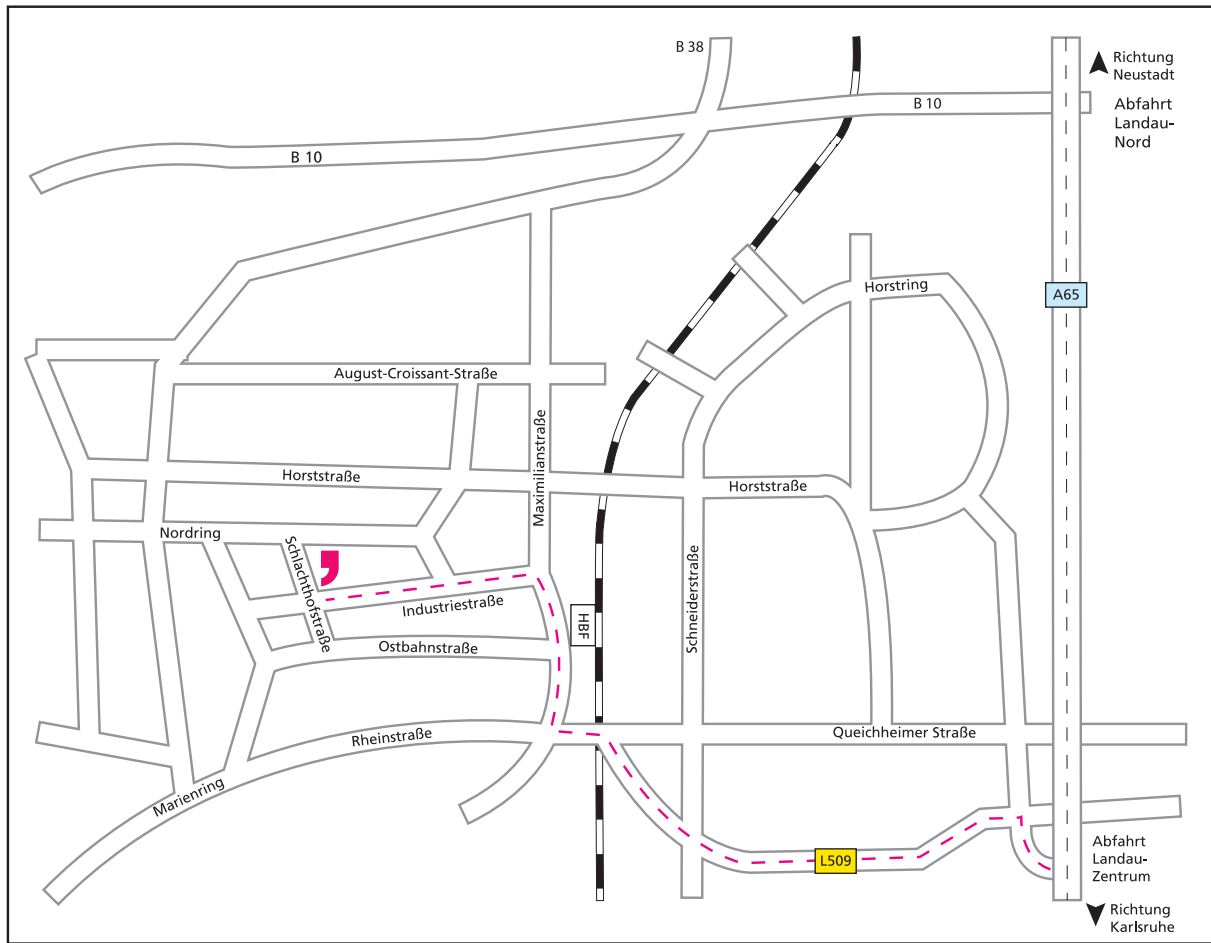 B 38
Richtung
Neustadt
B 10
Abfahrt
Landau-
Nord
B 10
Horstring
A65
August-Croissant-Straße
Maximilianstraße
Horststraße
Horststraße
Nordring
Schlachthofstraße
Industriestraße
HBF
Schneiderstraße
Ostbahnstraße
Rheinstraße
Queichheimer Straße
Marienring
L509
Abfahrt
Landau-
Zentrum
Richtung
Karlsruhe